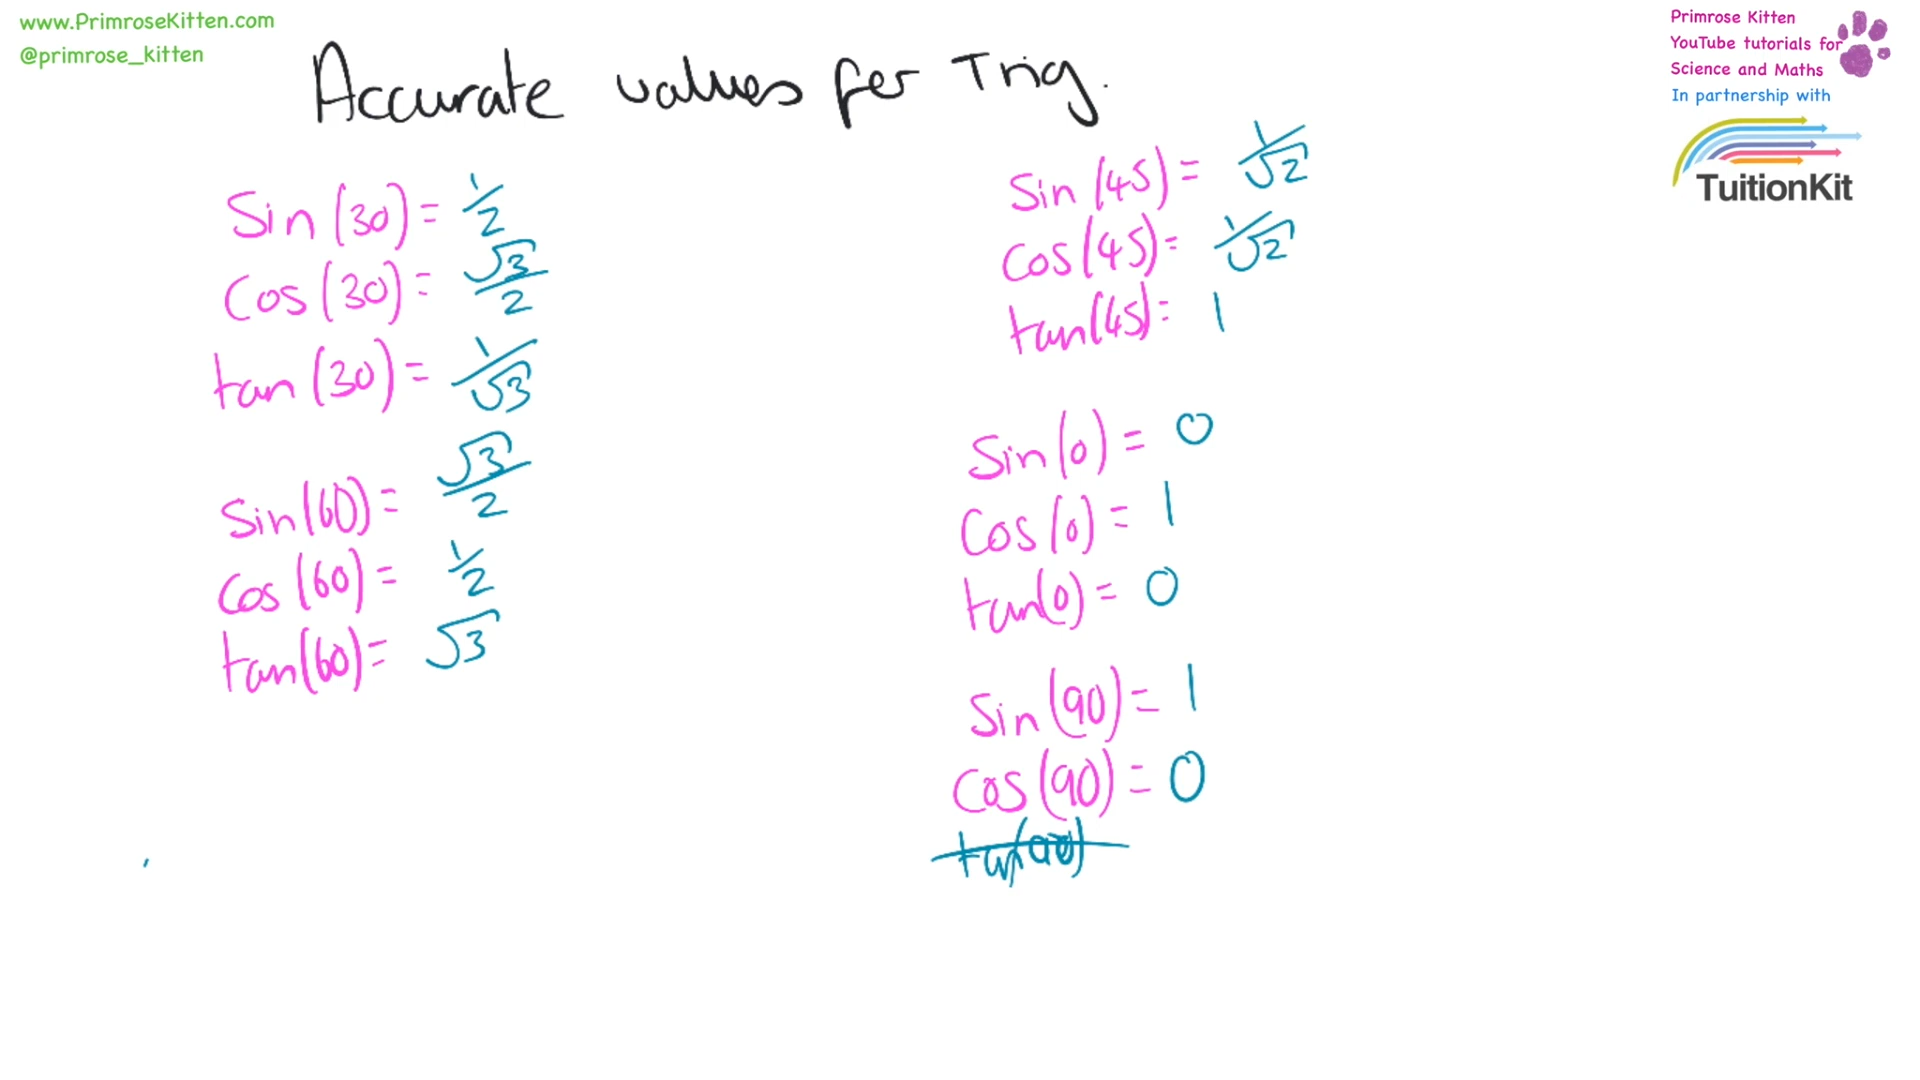 www.PrimroseKitten.com
@primrose_kitten
Primrose Kitten
YouTube tutorials for
Science and Maths
In partnership with
TuitionKit
Accurate values for Trig.
Sin(30) = 1/2
Cos(30) = √3/2
tan(30) = 1/√3
Sin(60) = √3/2
Cos(60) = 1/2
tan(60) = √3
Sin(45) = 1/√2
Cos(45) = 1/√2
tan(45) = 1
Sin(0) = 0
Cos(0) = 1
tan(0) = 0
Sin(90) = 1
Cos(90) = 0
tan(90)